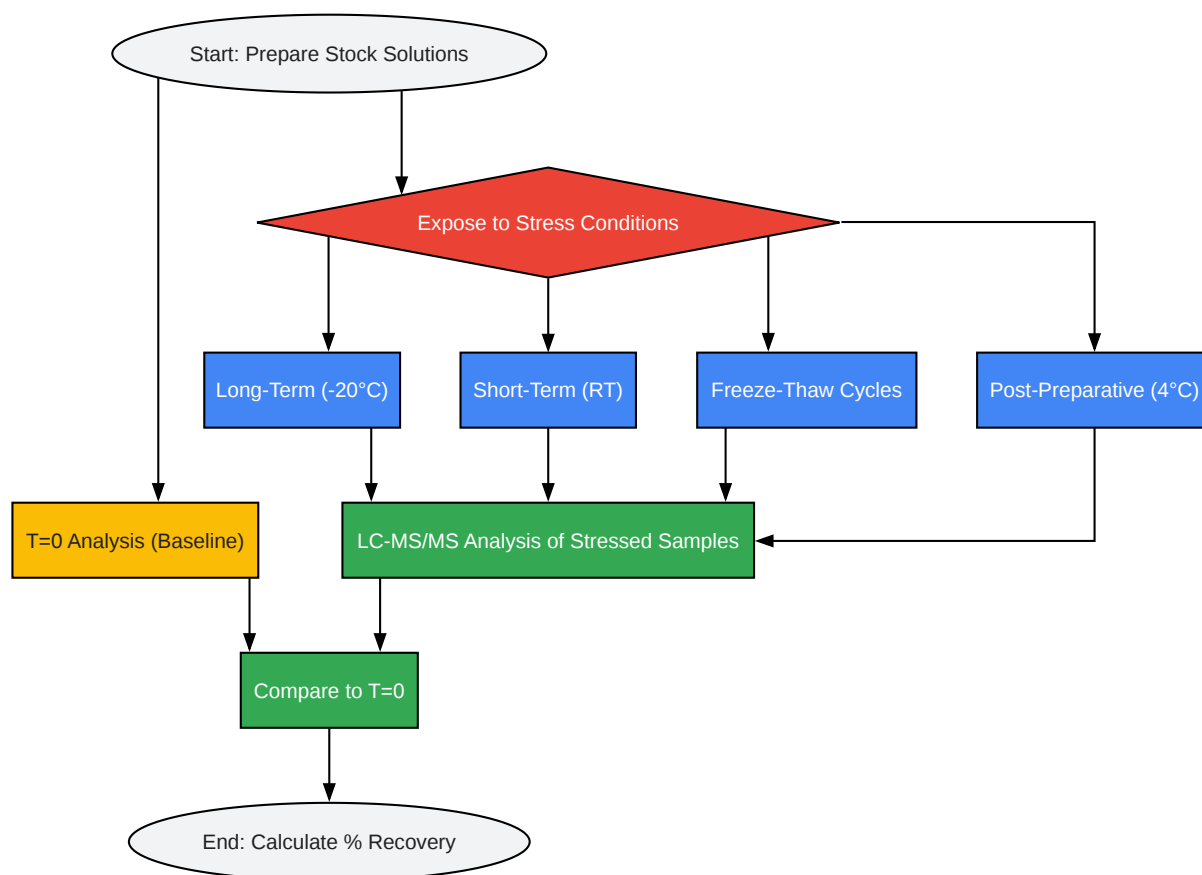 Start: Prepare Stock Solutions
Expose to Stress Conditions
Long-Term (-20°C)
Short-Term (RT)
Freeze-Thaw Cycles
Post-Preparative (4°C)
T=0 Analysis (Baseline)
LC-MS/MS Analysis of Stressed Samples
Compare to T=0
End: Calculate % Recovery